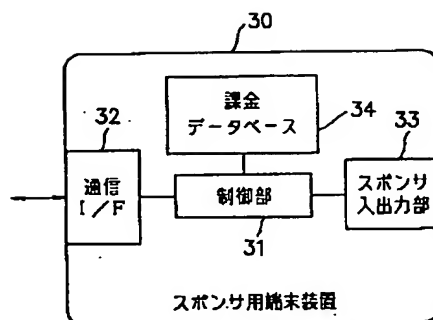 30
32
課金
データベース
34
33
通信
I/F
制御部
スポンサ
入出力部
31
スポンサ用端末装置